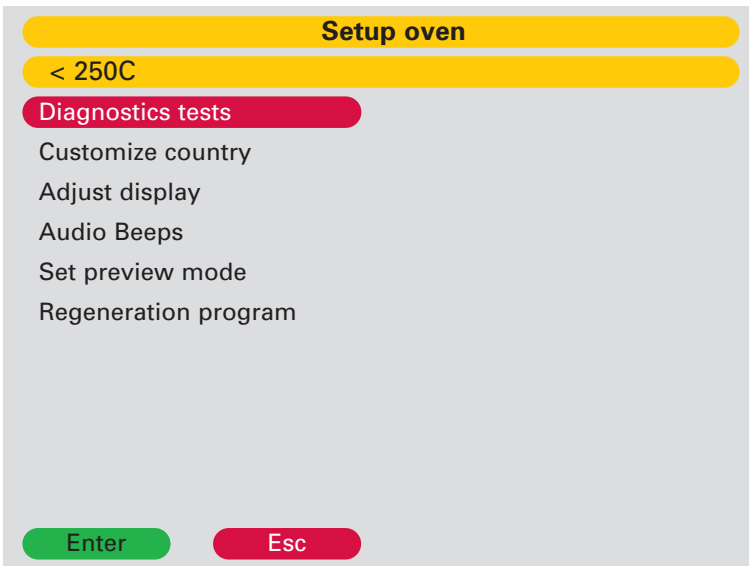 Setup oven
< 250C
Diagnostics tests
Customize country
Adjust display
Audio Beeps
Set preview mode
Regeneration program
Enter Esc